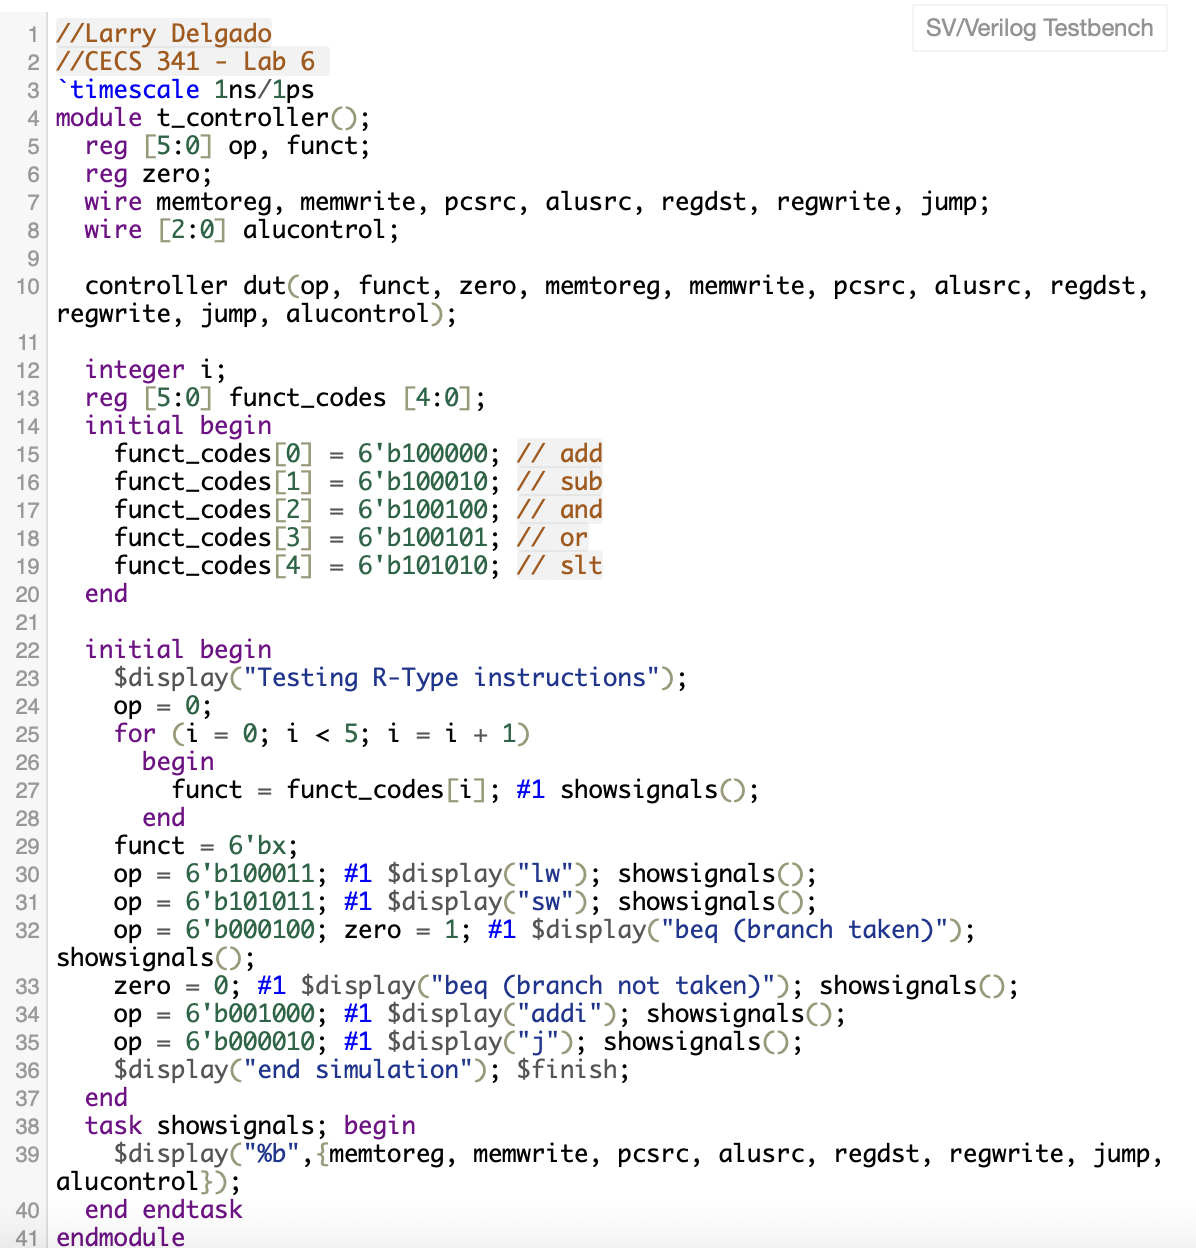 SV/Verilog Testbench
1 //Larry Delgado
2 //CECS 341 - Lab 6
3 `timescale 1ns/1ps
4 module t_controller();
5   reg [5:0] op, funct;
6   reg zero;
7   wire memtoreg, memwrite, pcsrc, alusrc, regdst, regwrite, jump;
8   wire [2:0] alucontrol;
9
10   controller dut(op, funct, zero, memtoreg, memwrite, pcsrc, alusrc, regdst,
regwrite, jump, alucontrol);
11
12   integer i;
13   reg [5:0] funct_codes [4:0];
14   initial begin
15     funct_codes[0] = 6'b100000; // add
16     funct_codes[1] = 6'b100010; // sub
17     funct_codes[2] = 6'b100100; // and
18     funct_codes[3] = 6'b100101; // or
19     funct_codes[4] = 6'b101010; // slt
20   end
21
22   initial begin
23     $display("Testing R-Type instructions");
24     op = 0;
25     for (i = 0; i < 5; i = i + 1)
26       begin
27         funct = funct_codes[i]; #1 showsignals();
28       end
29     funct = 6'bx;
30     op = 6'b100011; #1 $display("lw"); showsignals();
31     op = 6'b101011; #1 $display("sw"); showsignals();
32     op = 6'b000100; zero = 1; #1 $display("beq (branch taken)");
showsignals();
33     zero = 0; #1 $display("beq (branch not taken)"); showsignals();
34     op = 6'b001000; #1 $display("addi"); showsignals();
35     op = 6'b000010; #1 $display("j"); showsignals();
36     $display("end simulation"); $finish;
37   end
38   task showsignals; begin
39     $display("%b",{memtoreg, memwrite, pcsrc, alusrc, regdst, regwrite, jump,
alucontrol});
40   end endtask
41 endmodule